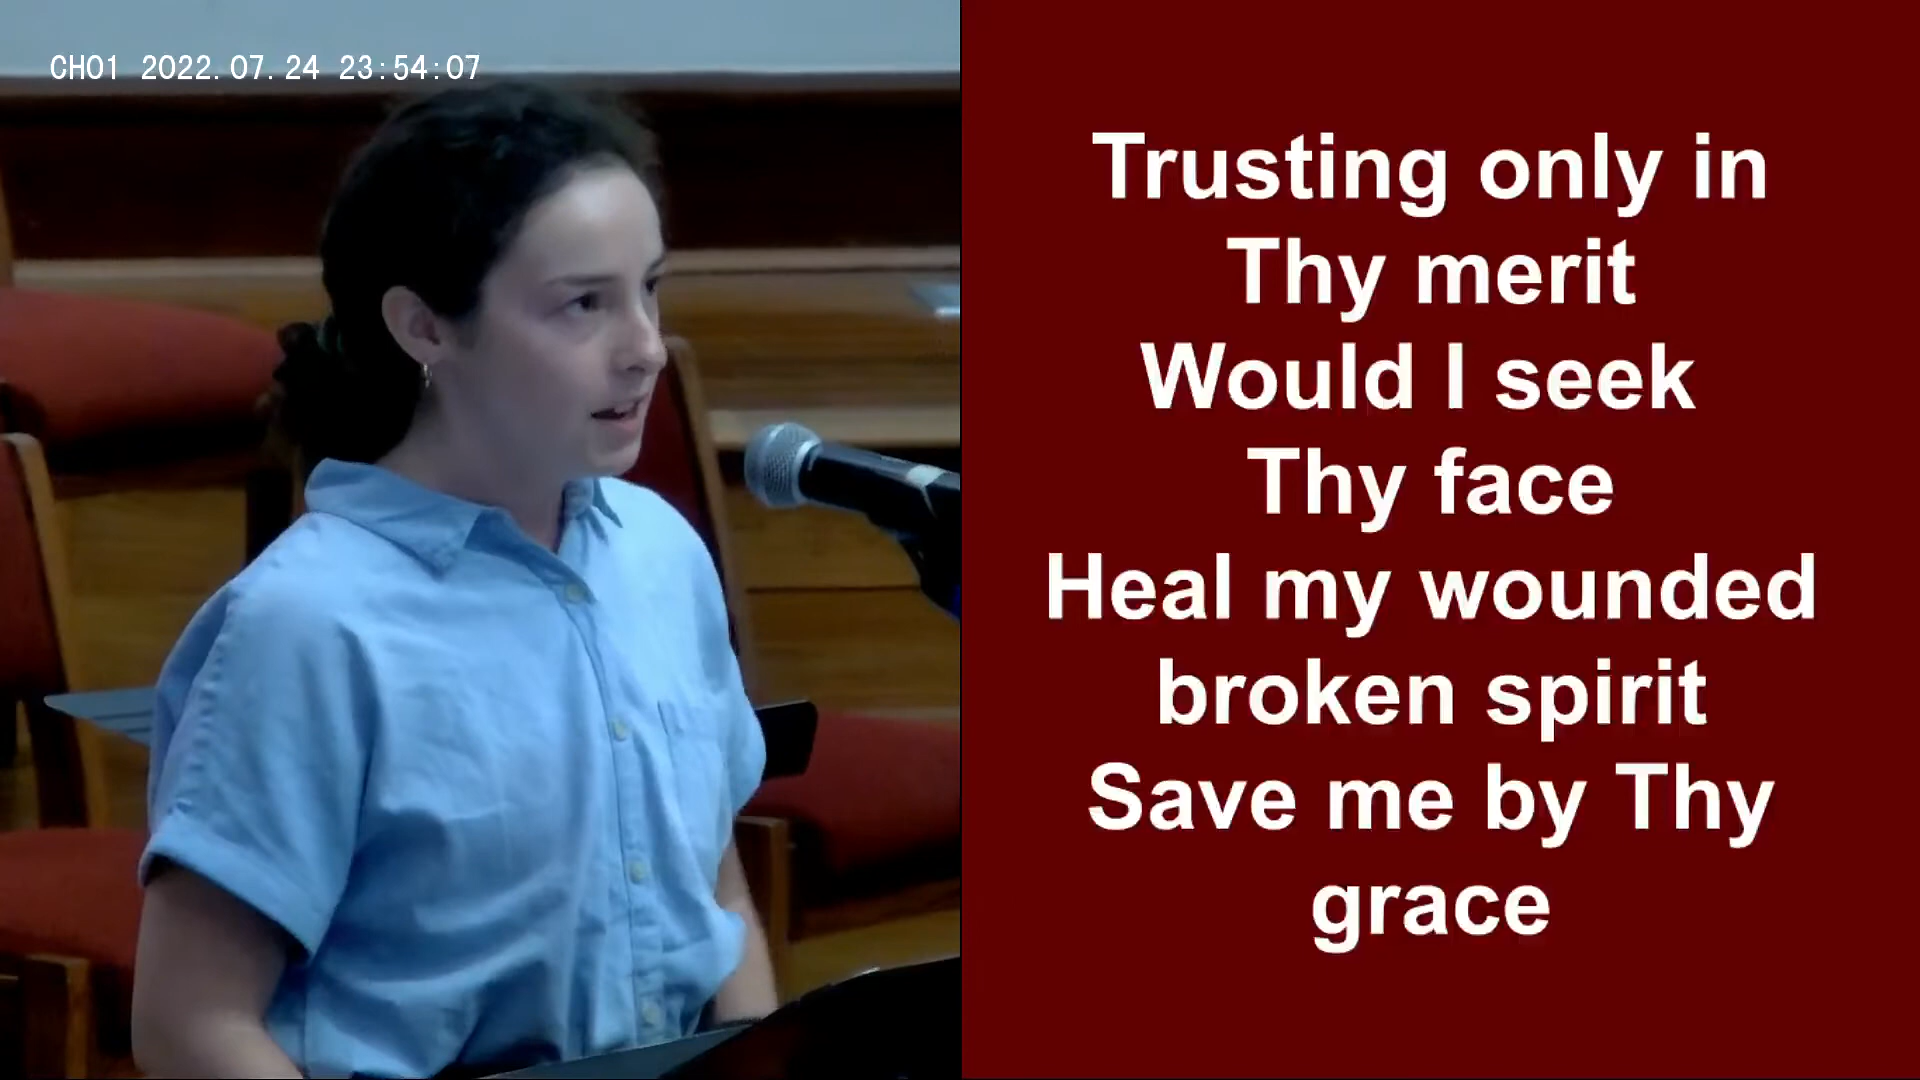 CH01 2022.07.24 23:54:07
Trusting only in
Thy merit
Would I seek
Thy face
Heal my wounded
broken spirit
Save me by Thy
grace